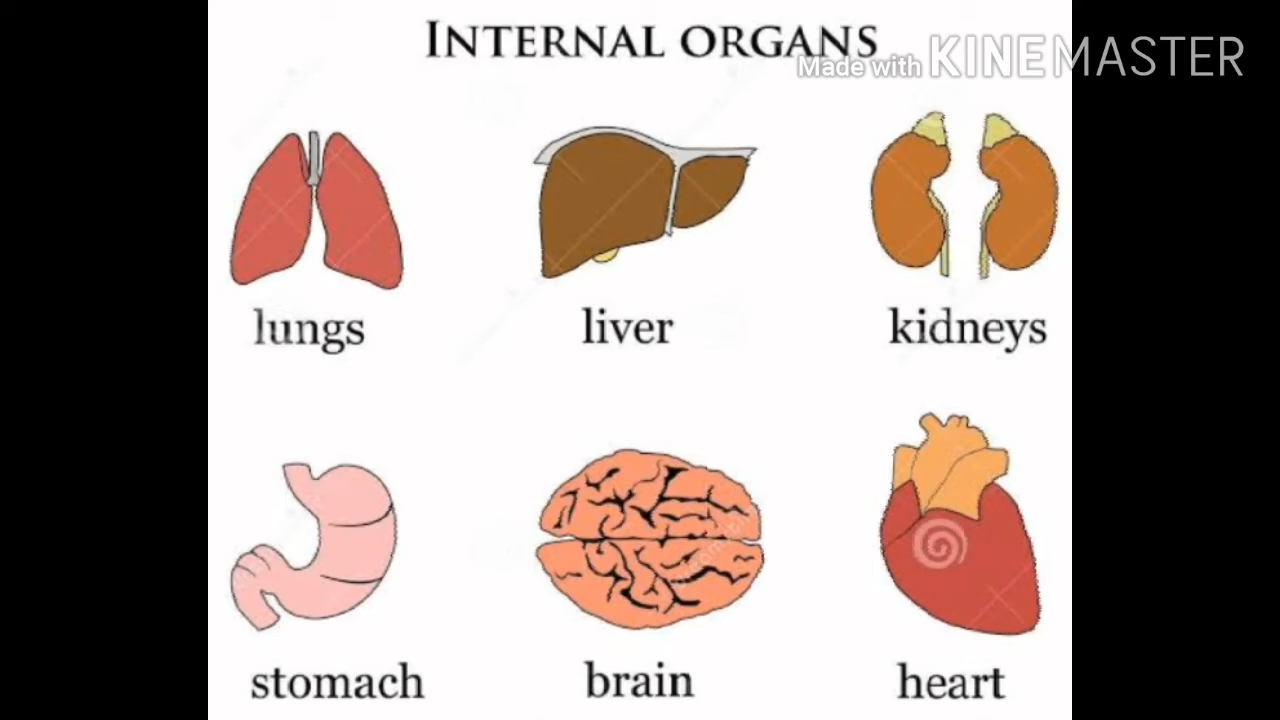 INTERNAL ORGANS
Made with KINEMASTER
lungs
liver
kidneys
stomach
brain
heart